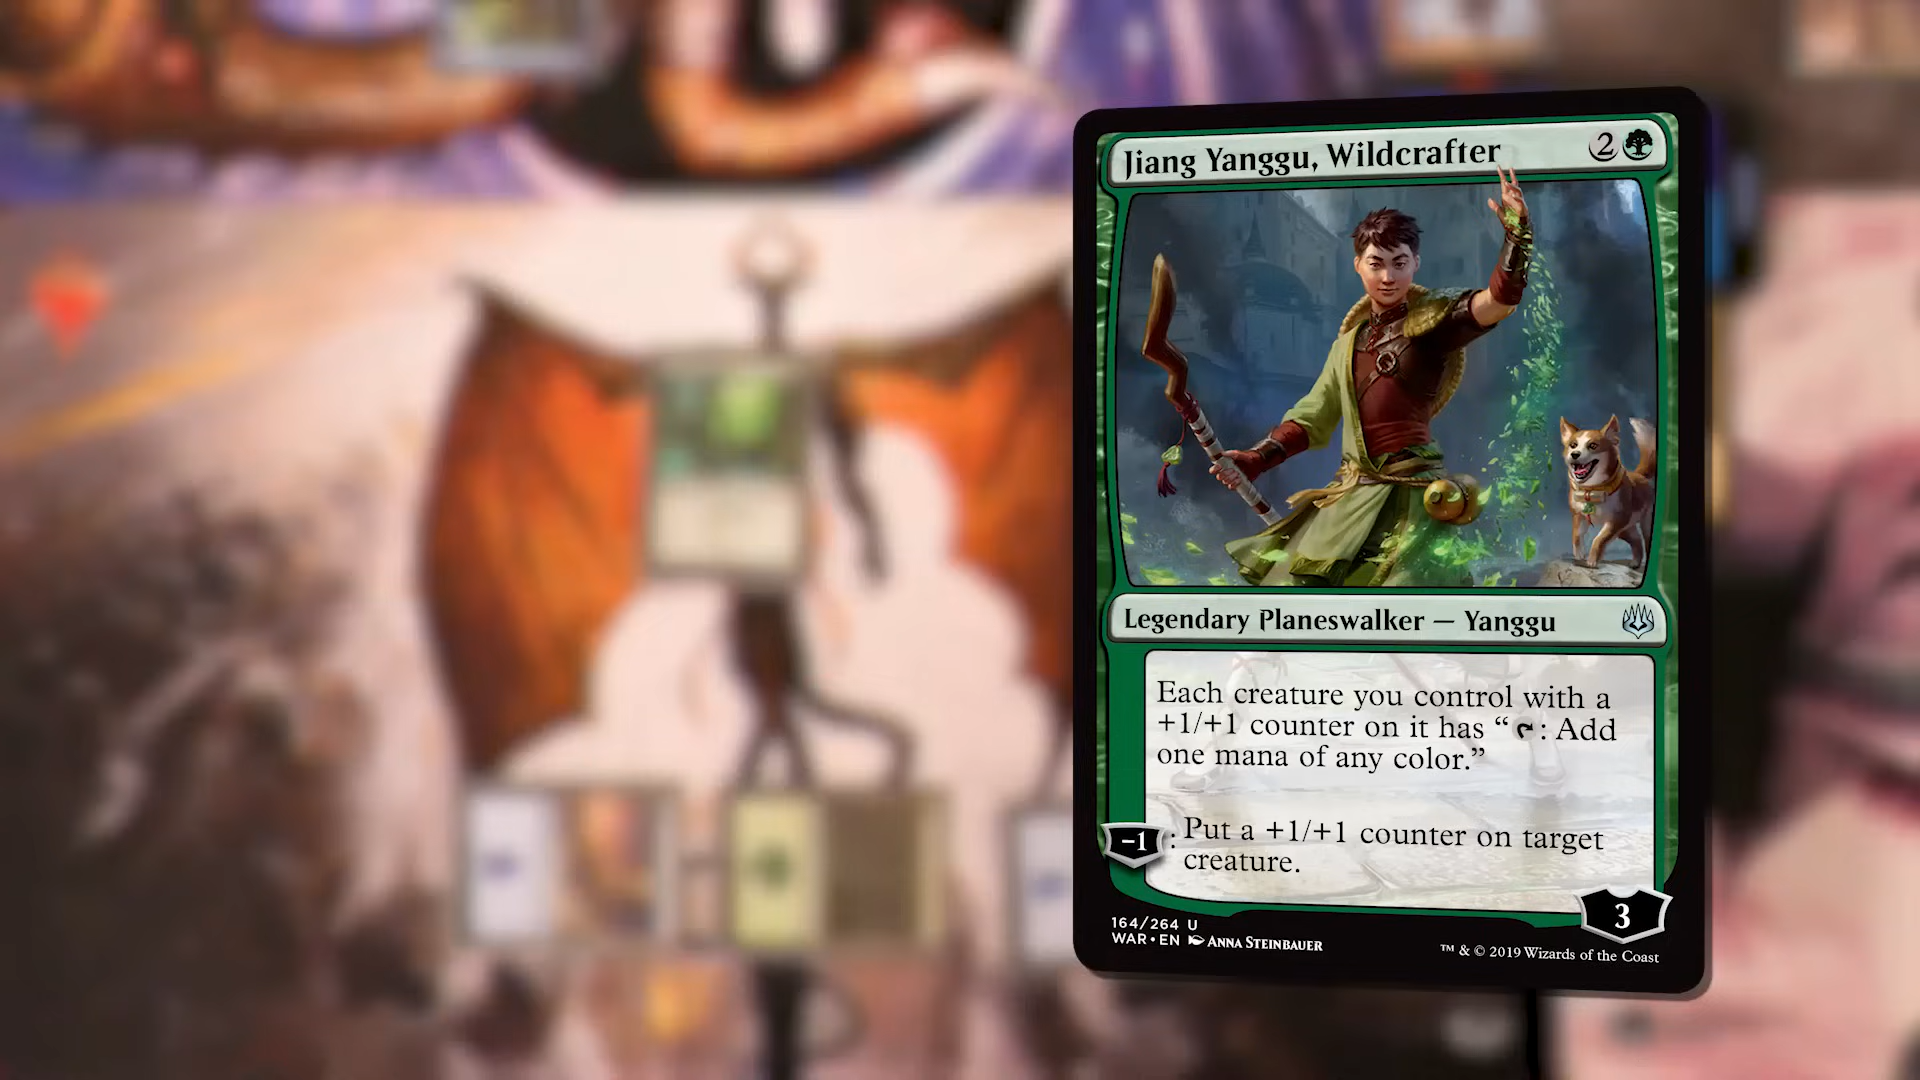 Jiang Yanggu, Wildcrafter 2
Legendary Planeswalker — Yanggu
Each creature you control with a
+1/+1 counter on it has “ : Add
one mana of any color.”
−1 : Put a +1/+1 counter on target
creature.
3
164/264 U
WAR • EN Anna Steinbauer
™ & © 2019 Wizards of the Coast